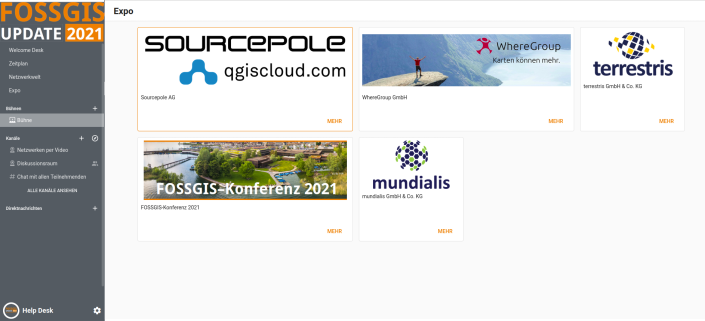 FOSSGIS
UPDATE 2021
Welcome Desk
Zeitplan
Netzwerkwelt
Expo
Bühnen
Bühne
Kanäle
Netzwerken per Video
Diskussionsraum
# Chat mit allen Teilnehmenden
ALLE KANÄLE ANSEHEN
Direktnachrichten
Help Desk
Expo
SOURCEPOLE
qgiscloud.com
Sourcepole AG
MEHR
WhereGroup
Karten können mehr.
WhereGroup GmbH
MEHR
terrestris
terrestris GmbH & Co. KG
MEHR
FOSSGIS-Konferenz 2021
FOSSGIS-Konferenz 2021
MEHR
mundialis
mundialis GmbH & Co. KG
MEHR